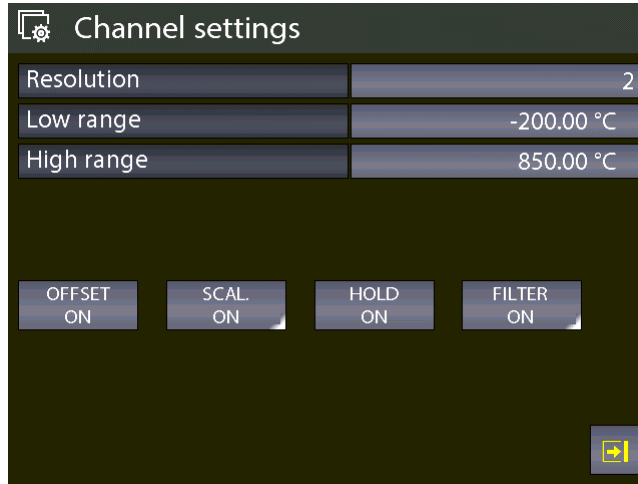 Channel settings
Resolution 2
Low range -200.00 °C
High range 850.00 °C
OFFSET SCAL. HOLD FILTER
ON ON ON ON